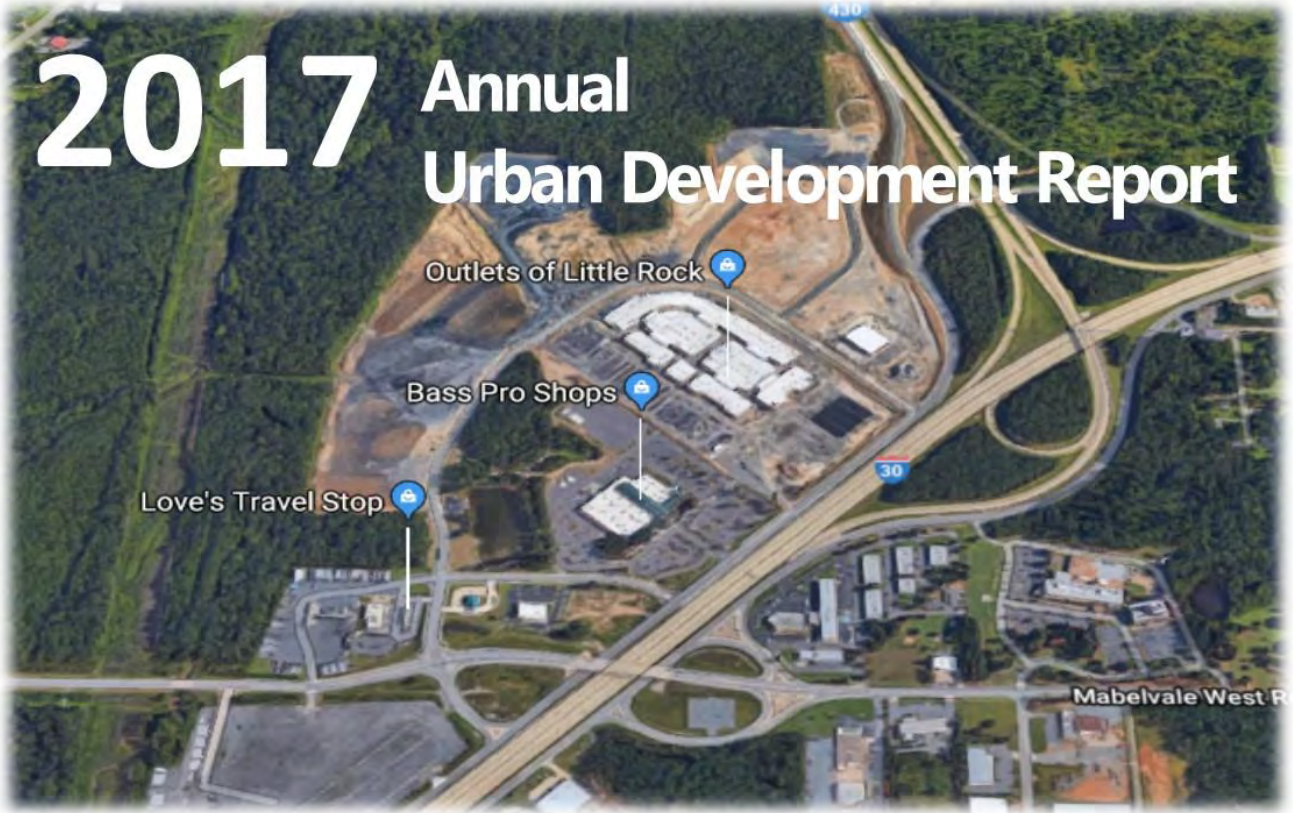 430
2017 Annual
Urban Development Report
Outlets of Little Rock
Bass Pro Shops
30
Love's Travel Stop
Mabelvale West R